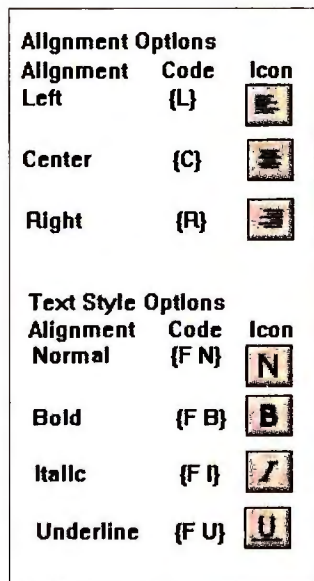 Alignment Options
Alignment Code Icon
Left {L}
Center {C}
Right {R}
Text Style Options
Alignment Code Icon
Normal {F N} N
Bold {F B} B
Italic {F I} I
Underline {F U} U